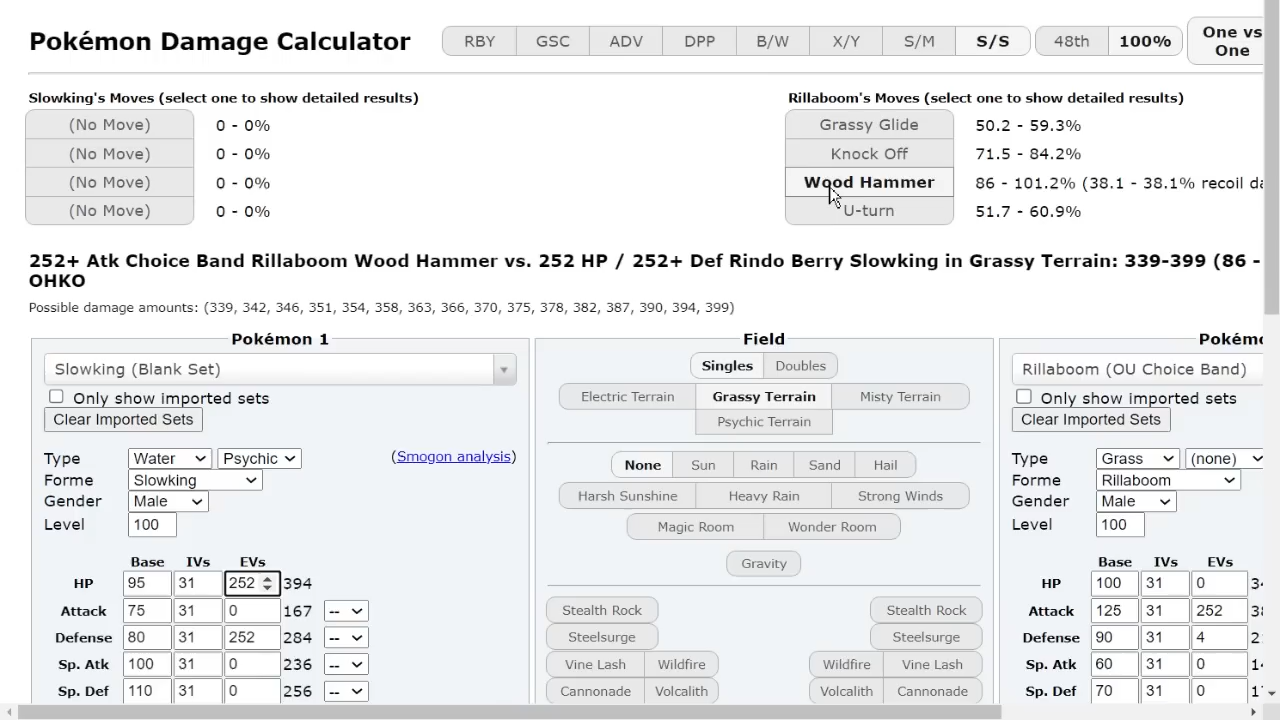 Pokémon Damage Calculator RBY GSC ADV DPP B/W X/Y S/M S/S 48th 100% One vs
One
Slowking's Moves (select one to show detailed results) Rillaboom's Moves (select one to show detailed results)
(No Move) 0 - 0% Grassy Glide 50.2 - 59.3%
(No Move) 0 - 0% Knock Off 71.5 - 84.2%
(No Move) 0 - 0% Wood Hammer 86 - 101.2% (38.1 - 38.1% recoil da
(No Move) 0 - 0% U-turn 51.7 - 60.9%
252+ Atk Choice Band Rillaboom Wood Hammer vs. 252 HP / 252+ Def Rindo Berry Slowking in Grassy Terrain: 339-399 (86 -
OHKO
Possible damage amounts: (339, 342, 346, 351, 354, 358, 363, 366, 370, 375, 378, 382, 387, 390, 394, 399)
Pokémon 1 Field Pokémo
Slowking (Blank Set) Singles Doubles Rillaboom (OU Choice Band)
Only show imported sets Electric Terrain Grassy Terrain Misty Terrain Only show imported sets
Clear Imported Sets Psychic Terrain Clear Imported Sets
Type Water Psychic (Smogon analysis) None Sun Rain Sand Hail Type Grass (none)
Forme Slowking Harsh Sunshine Heavy Rain Strong Winds Forme Rillaboom
Gender Male Gender Male
Level 100 Magic Room Wonder Room Level 100
Base IVs EVs Gravity Base IVs EVs
HP 95 31 252 394 HP 100 31 0
Attack 75 31 0 167 -- Stealth Rock Stealth Rock Attack 125 31 252
Defense 80 31 252 284 -- Steelsurge Steelsurge Defense 90 31 4
Sp. Atk 100 31 0 236 -- Vine Lash Wildfire Wildfire Vine Lash Sp. Atk 60 31 0
Sp. Def 110 31 0 256 -- Cannonade Volcalith Volcalith Cannonade Sp. Def 70 31 0